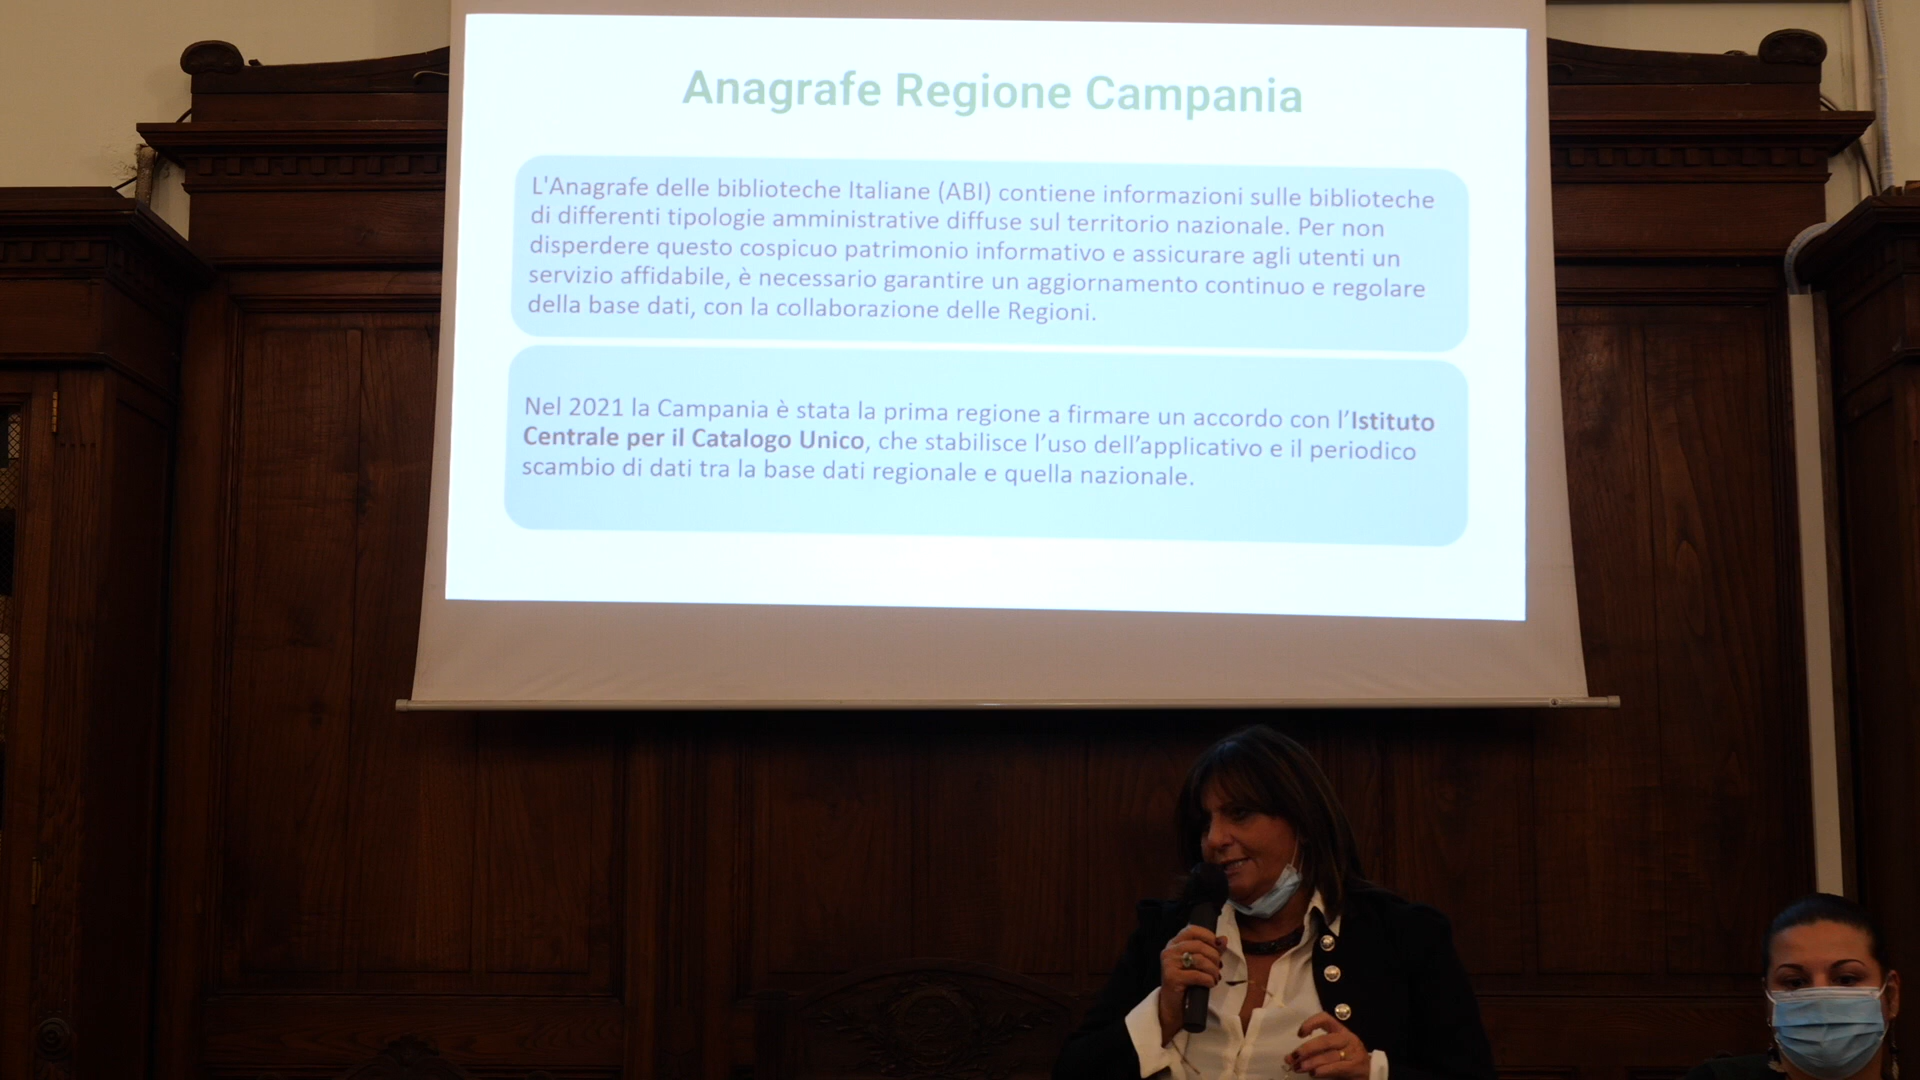 Anagrafe Regione Campania
L'Anagrafe delle biblioteche Italiane (ABI) contiene informazioni sulle biblioteche
di differenti tipologie amministrative diffuse sul territorio nazionale. Per non
disperdere questo cospicuo patrimonio informativo e assicurare agli utenti un
servizio affidabile, è necessario garantire un aggiornamento continuo e regolare
della base dati, con la collaborazione delle Regioni.
Nel 2021 la Campania è stata la prima regione a firmare un accordo con l’Istituto
Centrale per il Catalogo Unico, che stabilisce l’uso dell’applicativo e il periodico
scambio di dati tra la base dati regionale e quella nazionale.